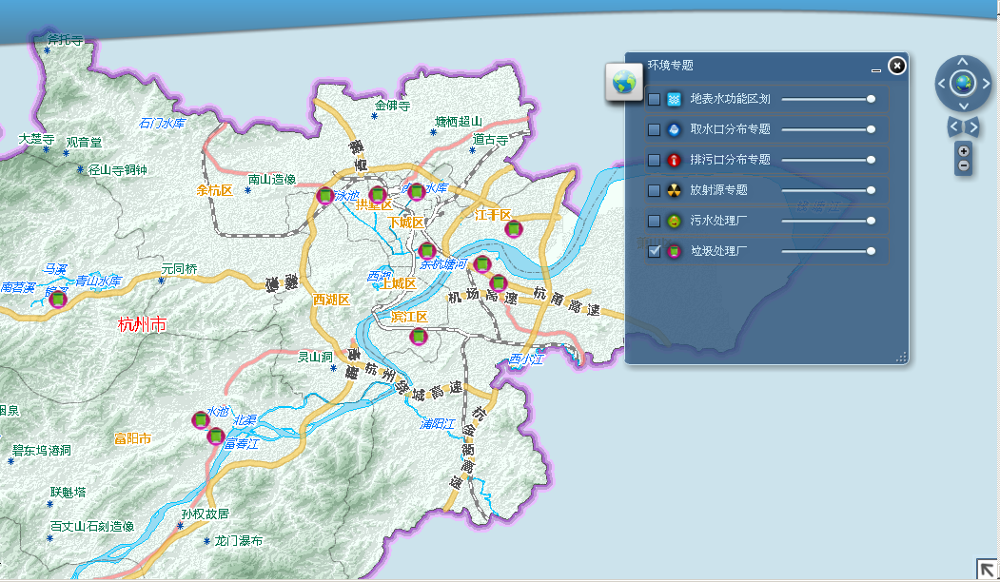 斧托寺
环境专题
地表水功能区划
取水口分布专题
排污口分布专题
放射源专题
污水处理厂
垃圾处理厂
金佛寺
石门水库
塘栖超山
大楚寺
观音堂
道古寺
径山寺铜钟
南山造像
余杭区
泳池
水库
拱墅区
下城区
江干区
余杭塘河
马溪
元同桥
西湖
上城区
南苕溪
锦溪
青山水库
西湖区
机场高速
杭甬高速
杭州市
滨江区
灵山洞
西小江
杭州绕城高速
水池
北渠
浦阳江
杭金衢高速
富阳市
富春江
碧东坞溶洞
联魁塔
孙权故居
百丈山石刻造像
龙门瀑布